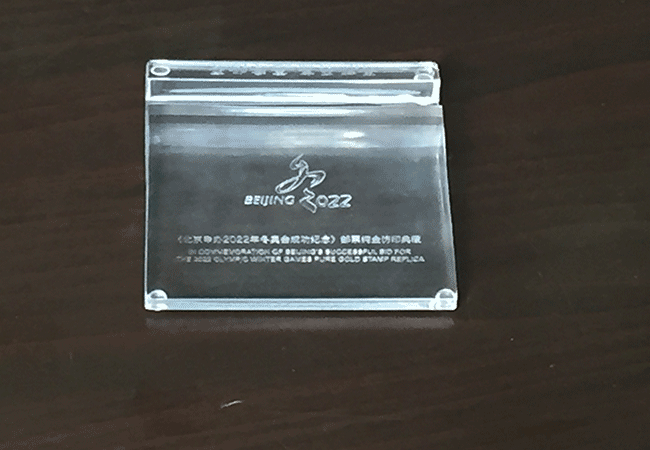 BEIJING 2022
《北京申办2022年冬奥会成功纪念》邮票纯金仿印典藏
IN COMMEMORATION OF BEIJING'S SUCCESSFUL BID FOR
THE 2022 OLYMPIC WINTER GAMES PURE GOLD STAMP REPLICA